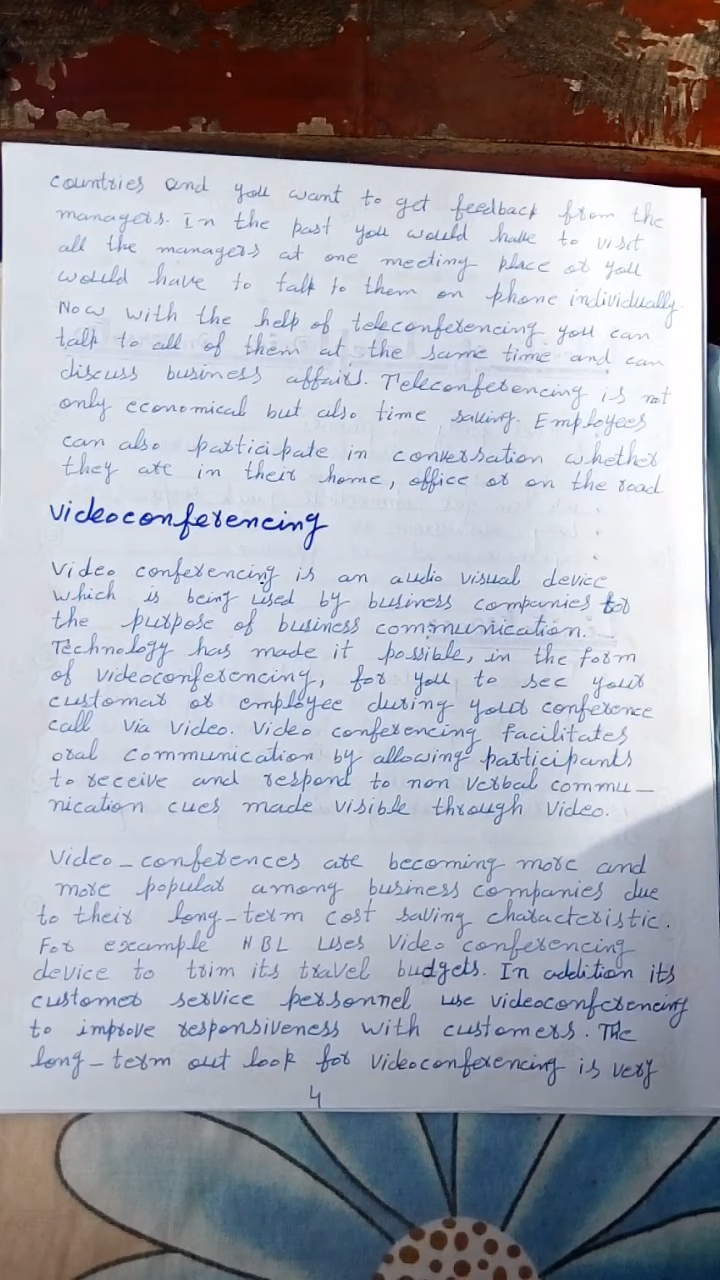 countries and you want to get feedback from the
managers. In the past you would have to visit
all the managers at one meeting place or you
would have to talk to them on phone individually.
Now with the help of teleconferencing you can
talk to all of them at the same time and can
discuss business affairs. Teleconferencing is not
only economical but also time saving. Employees
can also participate in conversation whether
they are in their home, office or on the road
videoconferencing
Video conferencing is an audio visual device
which is being used by business companies for
the purpose of business communication.
Technology has made it possible, in the form
of videoconferencing, for you to see your
customar or employee during your conference
call via video. Video conferencing facilitates
oral communication by allowing participants
to receive and respond to non verbal commu-
nication cues made visible through video.
Video-conferences are becoming more and
more popular among business companies due
to their long-term cost saving characteristic.
For example NBL uses video conferencing
device to trim its travel budgets. In addition its
customer service personnel use videoconferencing
to improve responsiveness with customers. The
long-term out look for videoconferencing is very
4